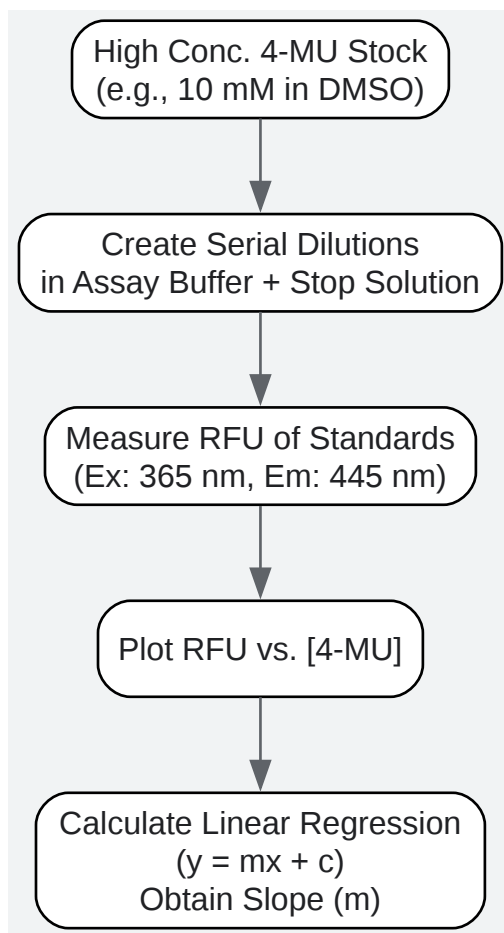 High Conc. 4-MU Stock
(e.g., 10 mM in DMSO)
Create Serial Dilutions
in Assay Buffer + Stop Solution
Measure RFU of Standards
(Ex: 365 nm, Em: 445 nm)
Plot RFU vs. [4-MU]
Calculate Linear Regression
(y = mx + c)
Obtain Slope (m)